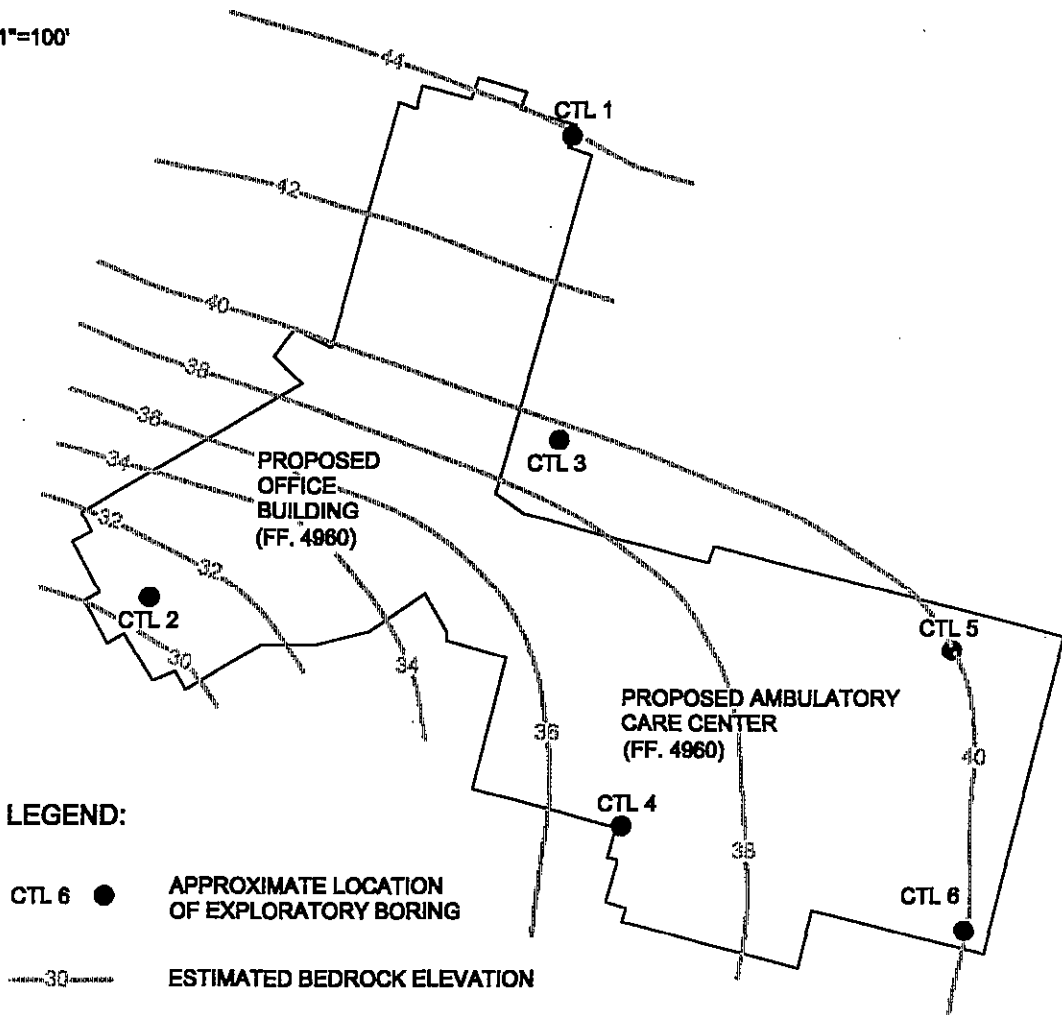 1"=100'
44
CTL 1
42
40
38
36
34
PROPOSED
OFFICE
BUILDING
(FF. 4960)
CTL 3
32
32
CTL 2
30
34
CTL 5
PROPOSED AMBULATORY
CARE CENTER
(FF. 4960)
36
40
CTL 4
38
CTL 6
LEGEND:
CTL 6 APPROXIMATE LOCATION
OF EXPLORATORY BORING
30 ESTIMATED BEDROCK ELEVATION